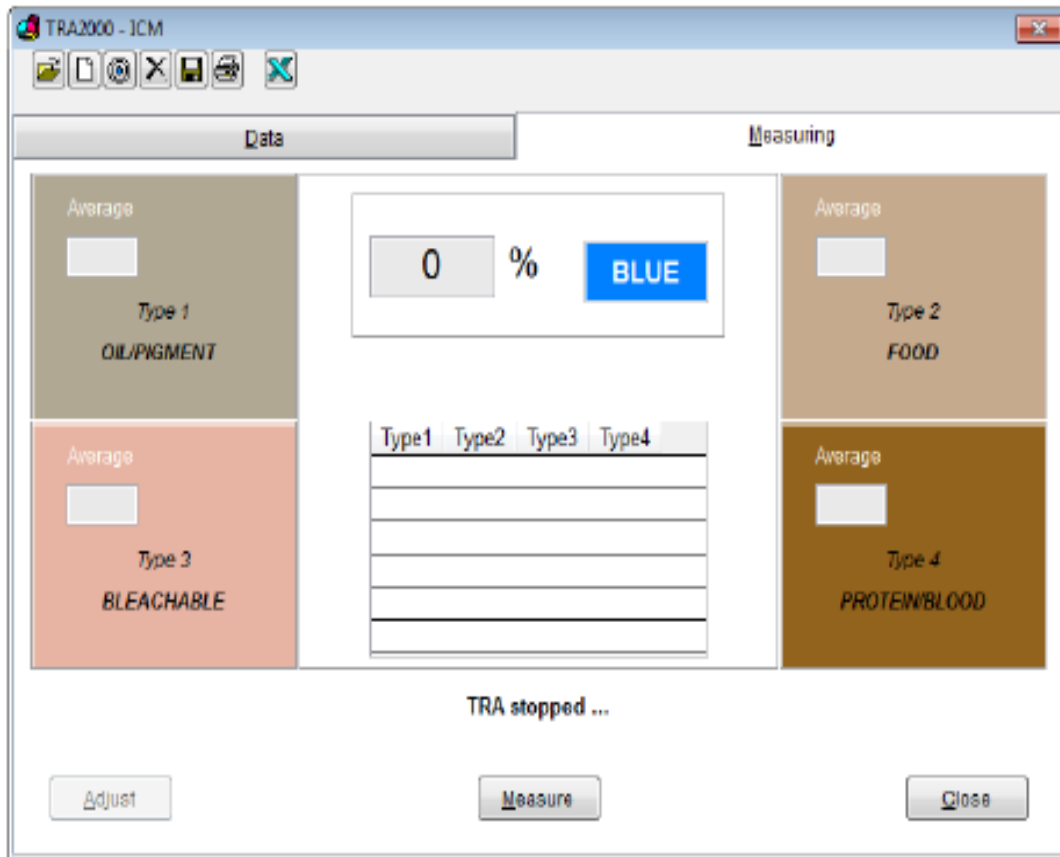 TRA2000 - ICM
Data
Measuring
Average
Type 1
OIL/PIGMENT
0 %
BLUE
Average
Type 2
FOOD
Average
Type 3
BLEACHABLE
Type1 Type2 Type3 Type4
Average
Type 4
PROTEIN/BLOOD
TRA stopped ...
Adjust
Measure
Close